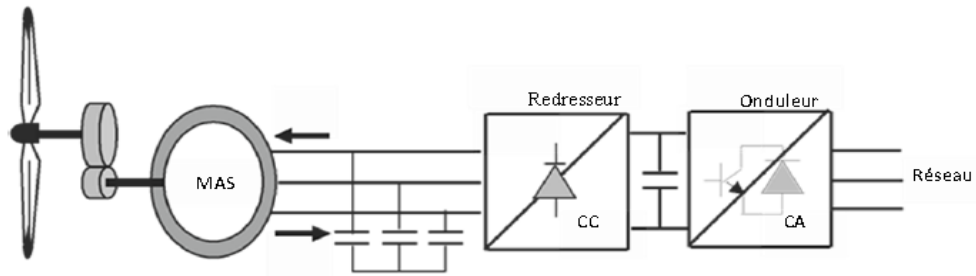 Redresseur
Onduleur
MAS
Réseau
CC
CA